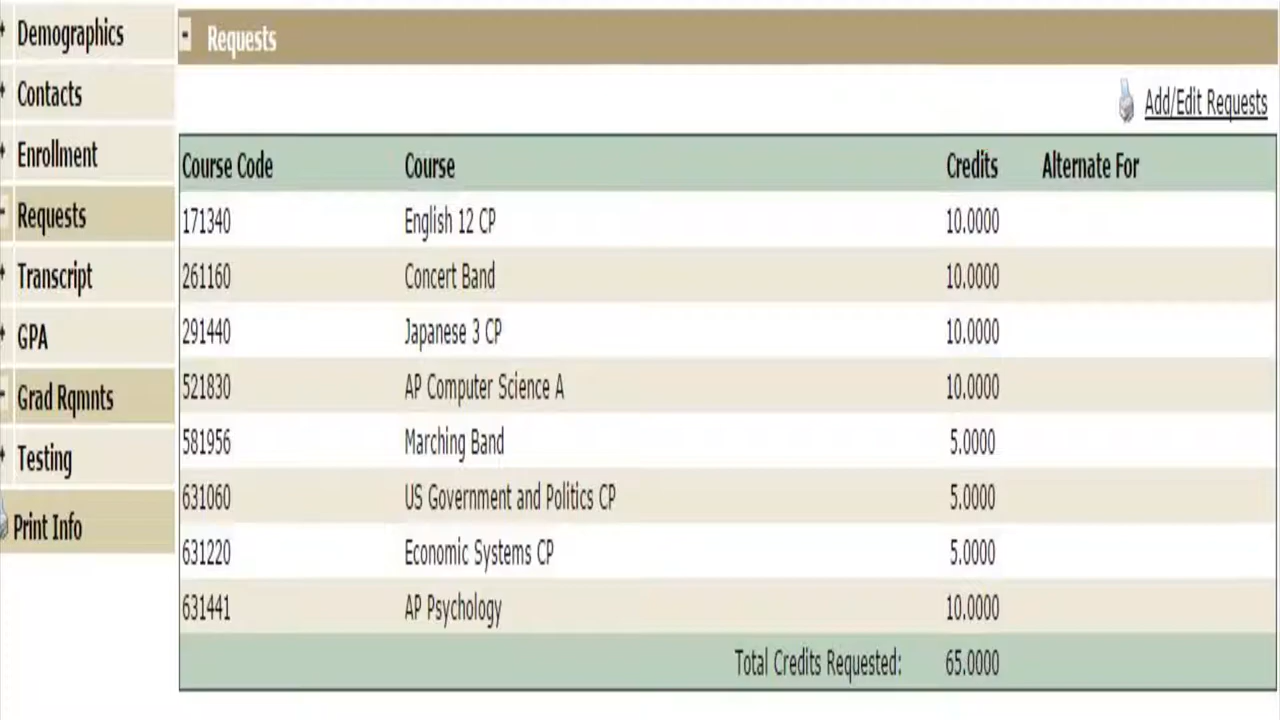 Demographics
Contacts
Enrollment
Requests
Transcript
GPA
Grad Rqmnts
Testing
Print Info
Requests
Add/Edit Requests
Course Code Course Credits Alternate For
171340 English 12 CP 10.0000
261160 Concert Band 10.0000
291440 Japanese 3 CP 10.0000
521830 AP Computer Science A 10.0000
581956 Marching Band 5.0000
631060 US Government and Politics CP 5.0000
631220 Economic Systems CP 5.0000
631441 AP Psychology 10.0000
Total Credits Requested: 65.0000